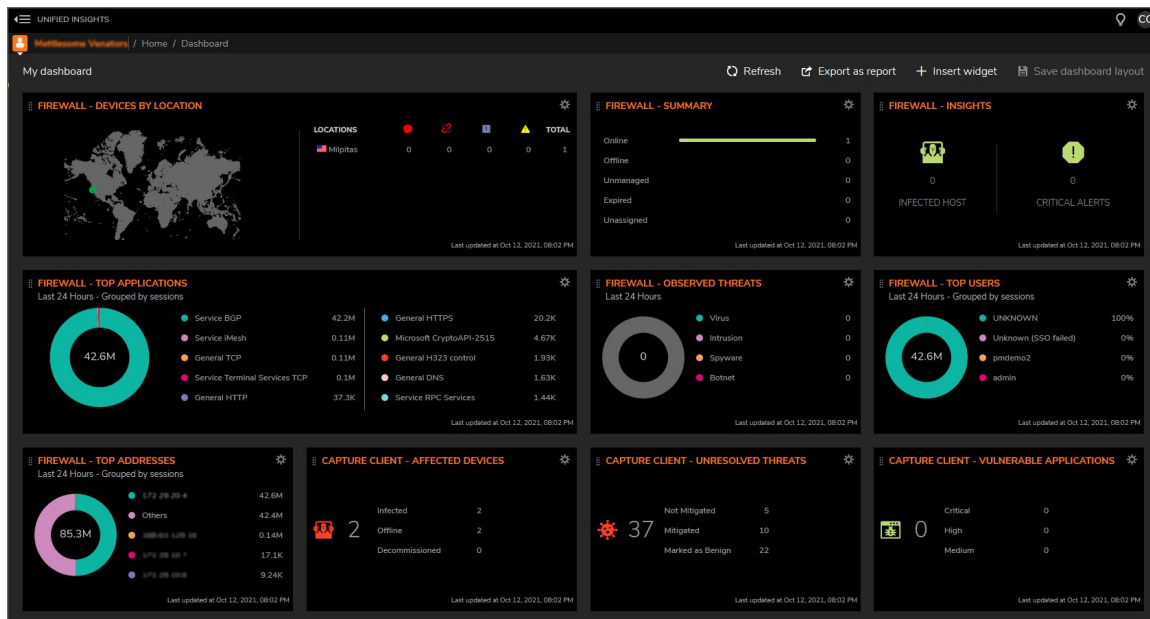 UNIFIED INSIGHTS
CC
/ Home / Dashboard
My dashboard
Refresh
Export as report
Insert widget
Save dashboard layout
FIREWALL - DEVICES BY LOCATION
LOCATIONS TOTAL
Milpitas 0 0 0 0 1
Last updated at Oct 12, 2021, 08:02 PM
FIREWALL - SUMMARY
Online 1
Offline 0
Unmanaged 0
Expired 0
Unassigned 0
Last updated at Oct 12, 2021, 08:02 PM
FIREWALL - INSIGHTS
0 0
INFECTED HOST CRITICAL ALERTS
Last updated at Oct 12, 2021, 08:02 PM
FIREWALL - TOP APPLICATIONS
Last 24 Hours - Grouped by sessions
42.6M
Service BGP 42.2M
Service iMesh 0.11M
General TCP 0.11M
Service Terminal Services TCP 0.1M
General HTTP 37.3K
General HTTPS 20.2K
Microsoft CryptoAPI-2515 4.67K
General H323 control 1.93K
General DNS 1.63K
Service RPC Services 1.44K
Last updated at Oct 12, 2021, 08:02 PM
FIREWALL - OBSERVED THREATS
Last 24 Hours
0
Virus 0
Intrusion 0
Spyware 0
Botnet 0
Last updated at Oct 12, 2021, 08:02 PM
FIREWALL - TOP USERS
Last 24 Hours - Grouped by sessions
42.6M
UNKNOWN 100%
Unknown (SSO failed) 0%
pmdemo2 0%
admin 0%
Last updated at Oct 12, 2021, 08:02 PM
FIREWALL - TOP ADDRESSES
Last 24 Hours - Grouped by sessions
85.3M
42.6M
Others 42.4M
0.14M
17.1K
9.24K
Last updated at Oct 12, 2021, 08:02 PM
CAPTURE CLIENT - AFFECTED DEVICES
2
Infected 2
Offline 2
Decommissioned 0
Last updated at Oct 12, 2021, 08:02 PM
CAPTURE CLIENT - UNRESOLVED THREATS
37
Not Mitigated 5
Mitigated 10
Marked as Benign 22
Last updated at Oct 12, 2021, 08:02 PM
CAPTURE CLIENT - VULNERABLE APPLICATIONS
0
Critical 0
High 0
Medium 0
Last updated at Oct 12, 2021, 08:02 PM